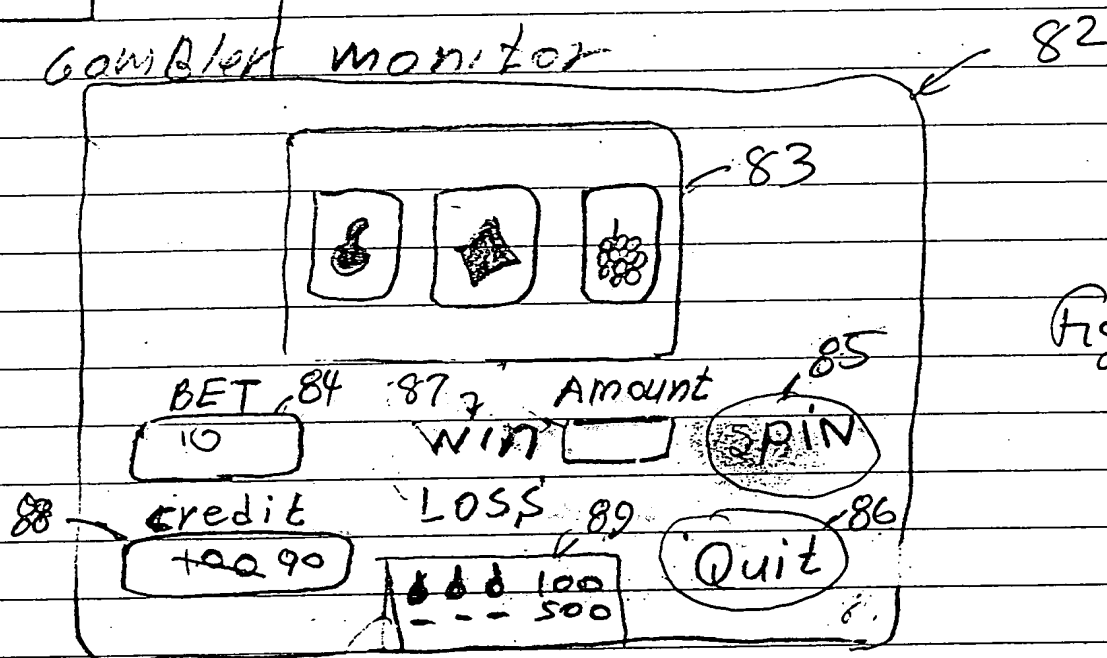 Gambler monitor 82
83
Fig
85
BET 84 87 Amount
10 WIN SPIN
88 credit LOSS 89 86
100 90 Quit
100
--- 500